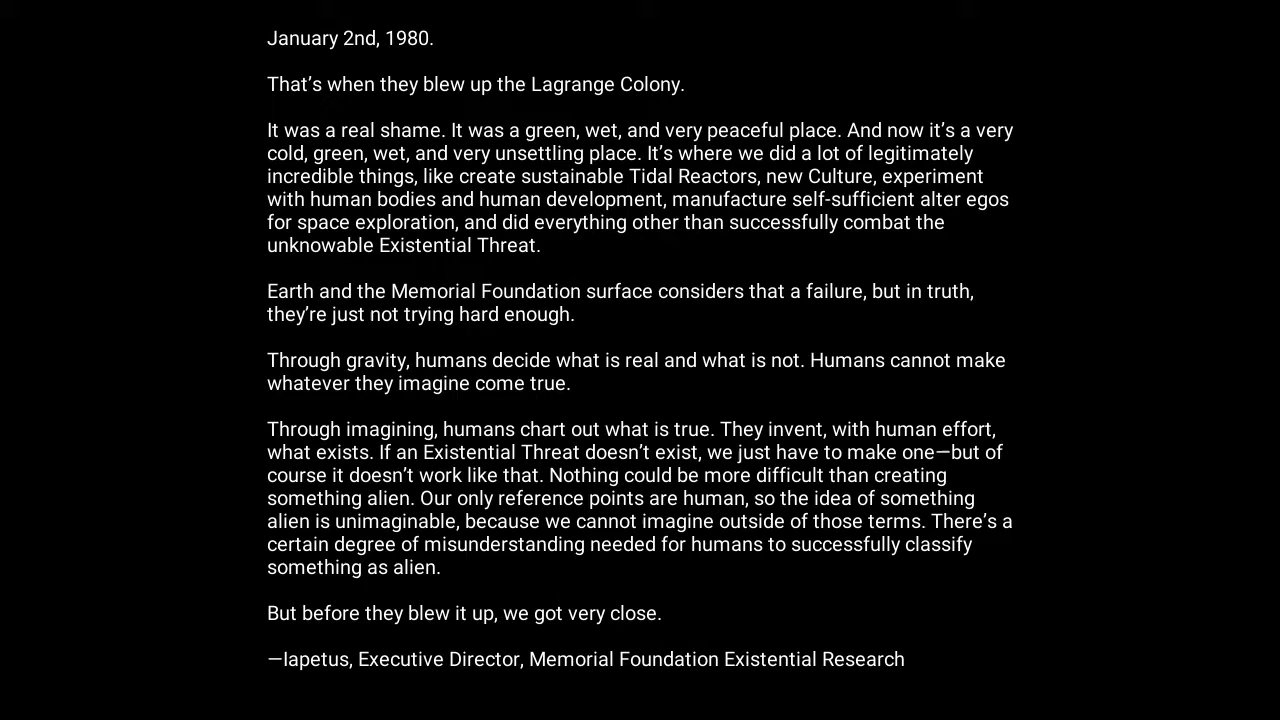 January 2nd, 1980.
That’s when they blew up the Lagrange Colony.
It was a real shame. It was a green, wet, and very peaceful place. And now it’s a very
cold, green, wet, and very unsettling place. It’s where we did a lot of legitimately
incredible things, like create sustainable Tidal Reactors, new Culture, experiment
with human bodies and human development, manufacture self-sufficient alter egos
for space exploration, and did everything other than successfully combat the
unknowable Existential Threat.
Earth and the Memorial Foundation surface considers that a failure, but in truth,
they’re just not trying hard enough.
Through gravity, humans decide what is real and what is not. Humans cannot make
whatever they imagine come true.
Through imagining, humans chart out what is true. They invent, with human effort,
what exists. If an Existential Threat doesn’t exist, we just have to make one—but of
course it doesn’t work like that. Nothing could be more difficult than creating
something alien. Our only reference points are human, so the idea of something
alien is unimaginable, because we cannot imagine outside of those terms. There’s a
certain degree of misunderstanding needed for humans to successfully classify
something as alien.
But before they blew it up, we got very close.
—Iapetus, Executive Director, Memorial Foundation Existential Research